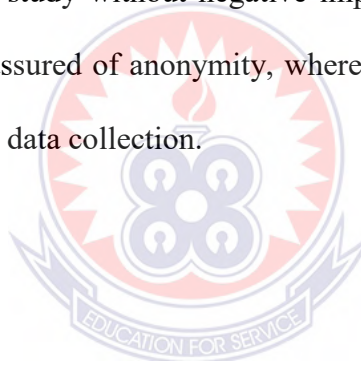 study without negative imp
ssured of anonymity, where
data collection.
EDUCATION FOR SERVICE